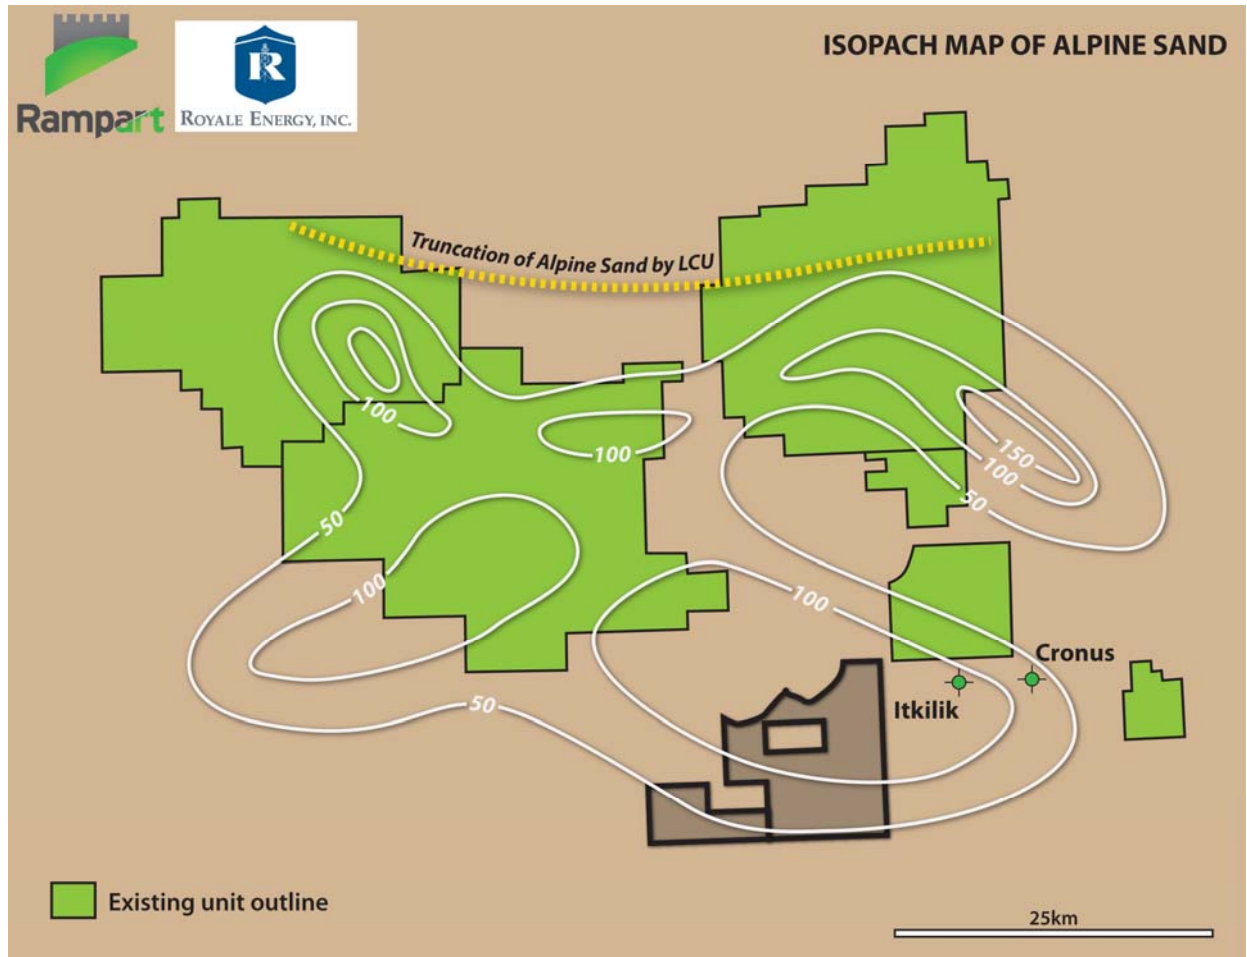 Rampart
R
ROYALE ENERGY, INC.
ISOPACH MAP OF ALPINE SAND
Truncation of Alpine Sand by LCU
100
100
150
100
50
50
100
100
50
Cronus
Itkilik
Existing unit outline
25km